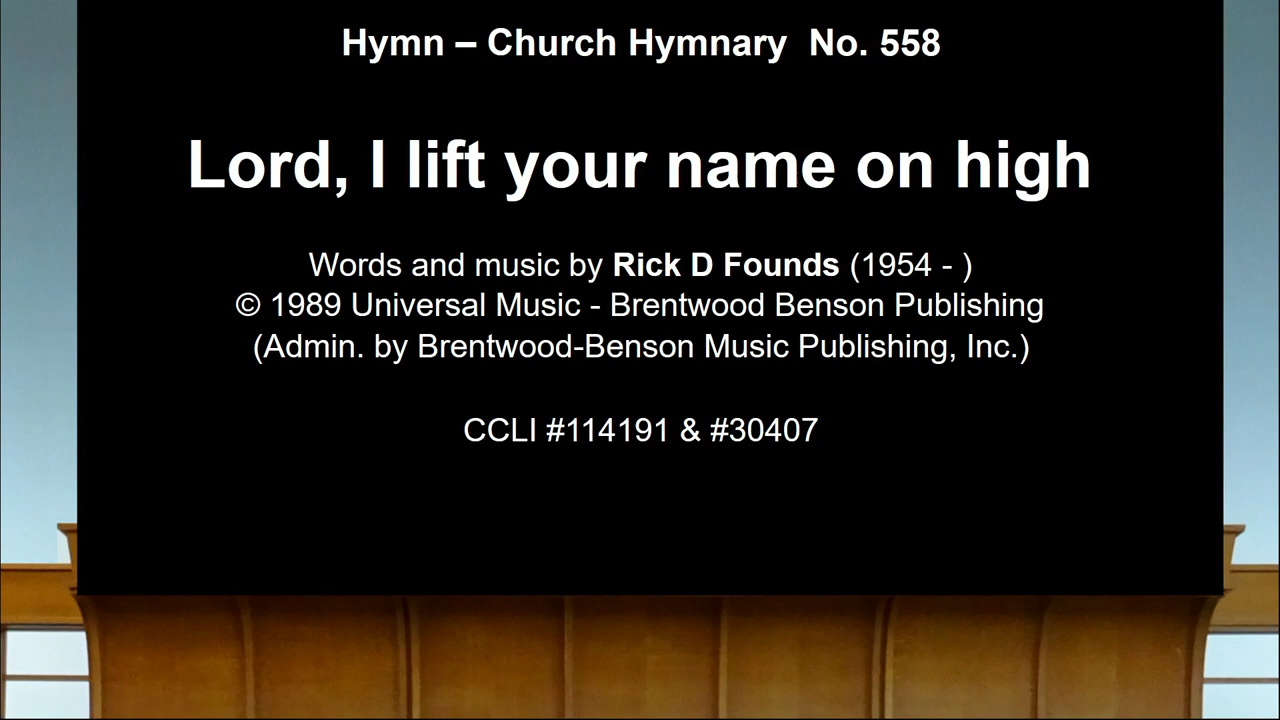 Hymn – Church Hymnary  No. 558
Lord, I lift your name on high
Words and music by Rick D Founds (1954 - )
© 1989 Universal Music - Brentwood Benson Publishing
(Admin. by Brentwood-Benson Music Publishing, Inc.)
CCLI #114191 & #30407